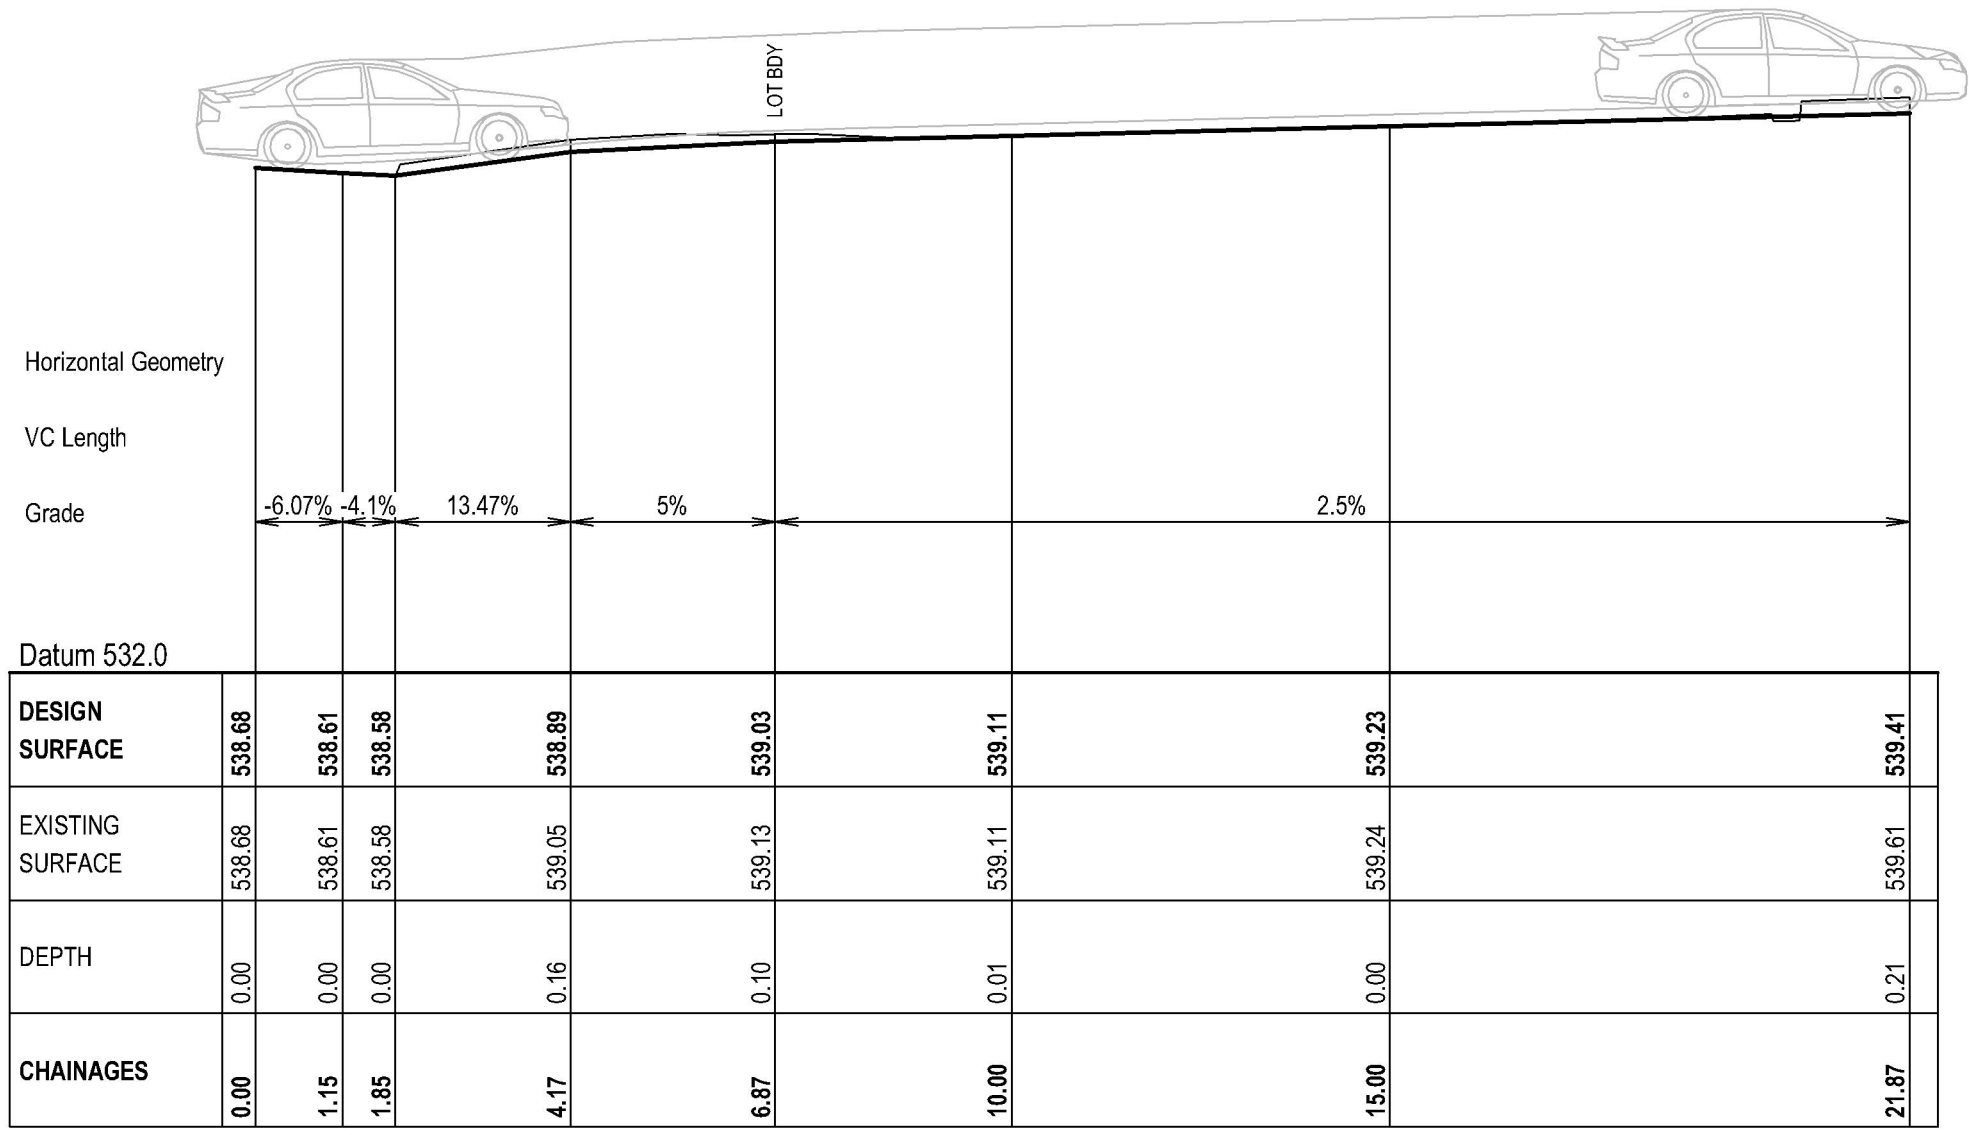 LOT BDY
Horizontal Geometry
VC Length
Grade
-6.07% -4.1% 13.47% 5% 2.5%
Datum 532.0
DESIGN
SURFACE
538.68 538.61 538.58 538.89 539.03 539.11 539.23 539.41
EXISTING
SURFACE
538.68 538.61 538.58 539.05 539.13 539.11 539.24 539.61
DEPTH
0.00 0.00 0.00 0.16 0.10 0.01 0.00 0.21
CHAINAGES
0.00 1.15 1.85 4.17 6.87 10.00 15.00 21.87